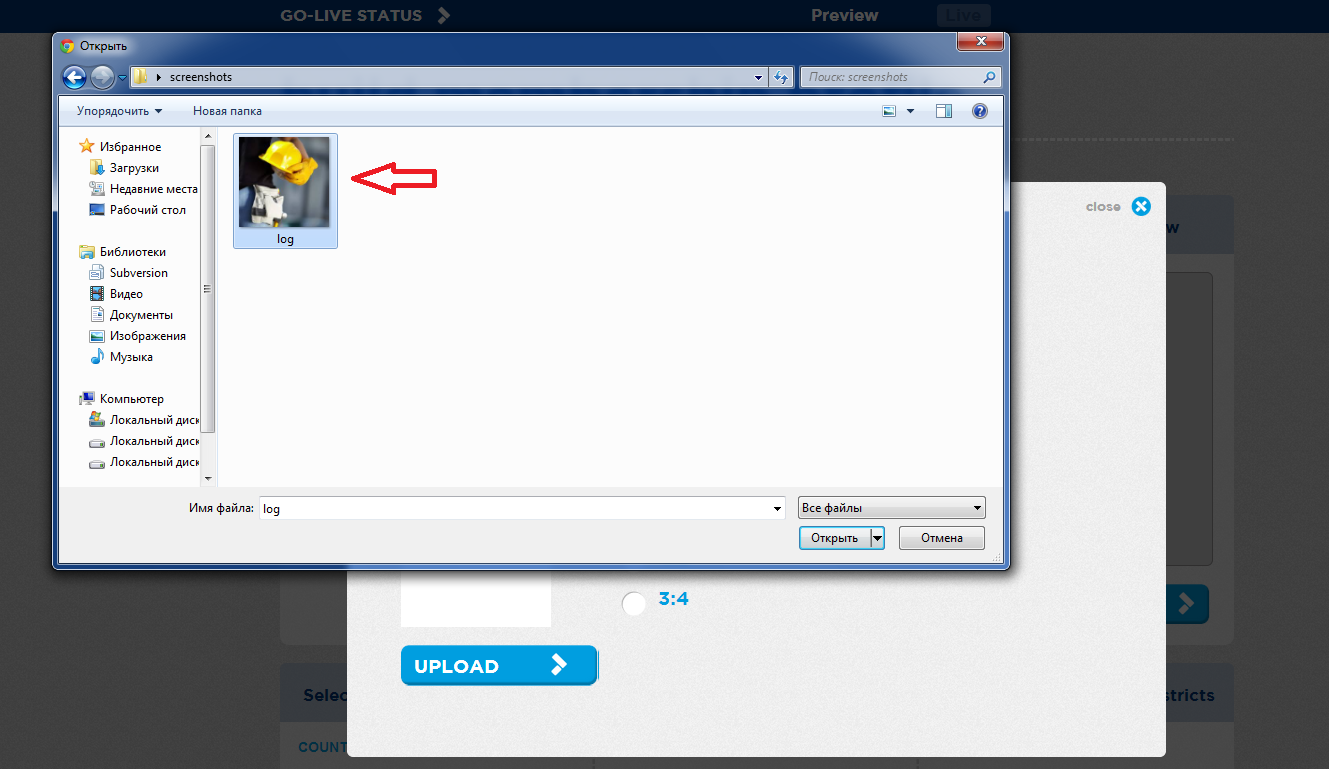 GO-LIVE STATUS
Preview
Live
Открыть
screenshots
Поиск: screenshots
Упорядочить
Новая папка
Избранное
Загрузки
Недавние места
Рабочий стол
Библиотеки
Subversion
Видео
Документы
Изображения
Музыка
Компьютер
Локальный диск
Локальный диск
Локальный диск
log
Имя файла: log
Все файлы
Открыть
Отмена
close
w
3:4
UPLOAD
Selec
stricts
COUNT